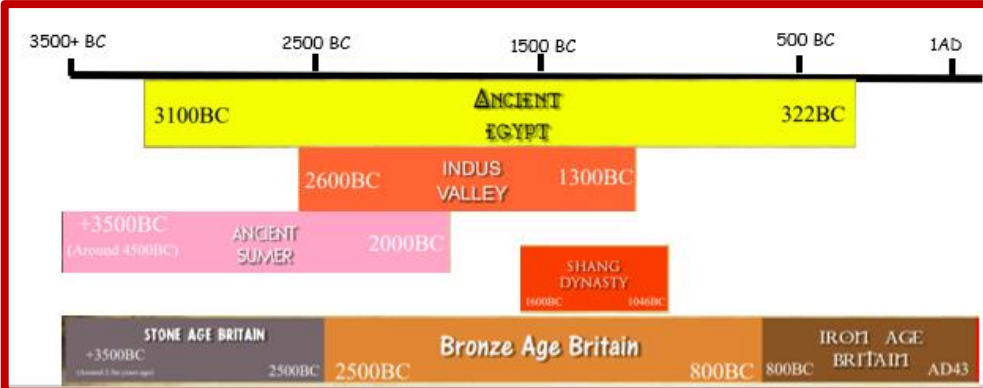 3500+ BC 2500 BC 1500 BC 500 BC 1AD
3100BC ANCIENT EGYPT 322BC
2600BC INDUS VALLEY 1300BC
+3500BC
(Around 4500BC)
ANCIENT SUMER
2000BC
SHANG
DYNASTY
1600BC 1046BC
STONE AGE BRITAIN
+3500BC
2500BC
Bronze Age Britain
2500BC 800BC
IRON AGE
BRITAIN
800BC AD43